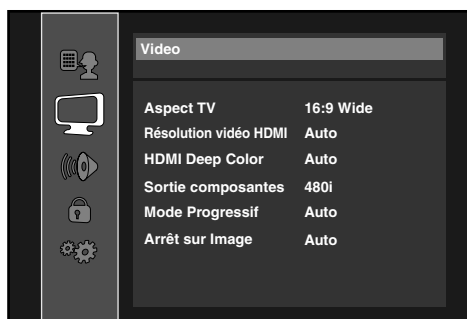 Video
Aspect TV 16:9 Wide
Résolution vidéo HDMI Auto
HDMI Deep Color Auto
Sortie composantes 480i
Mode Progressif Auto
Arrêt sur Image Auto